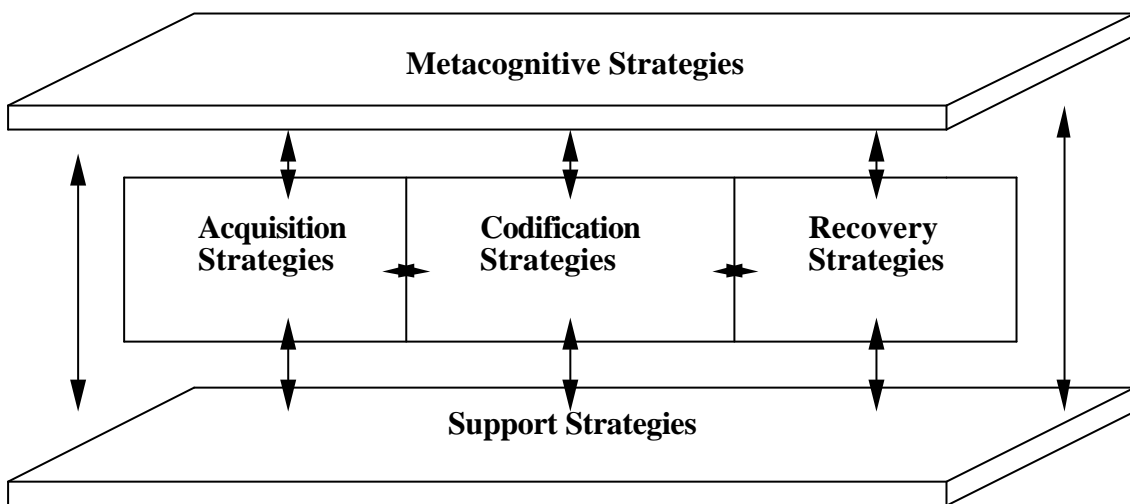 Metacognitive Strategies
Acquisition
Strategies
Codification
Strategies
Recovery
Strategies
Support Strategies